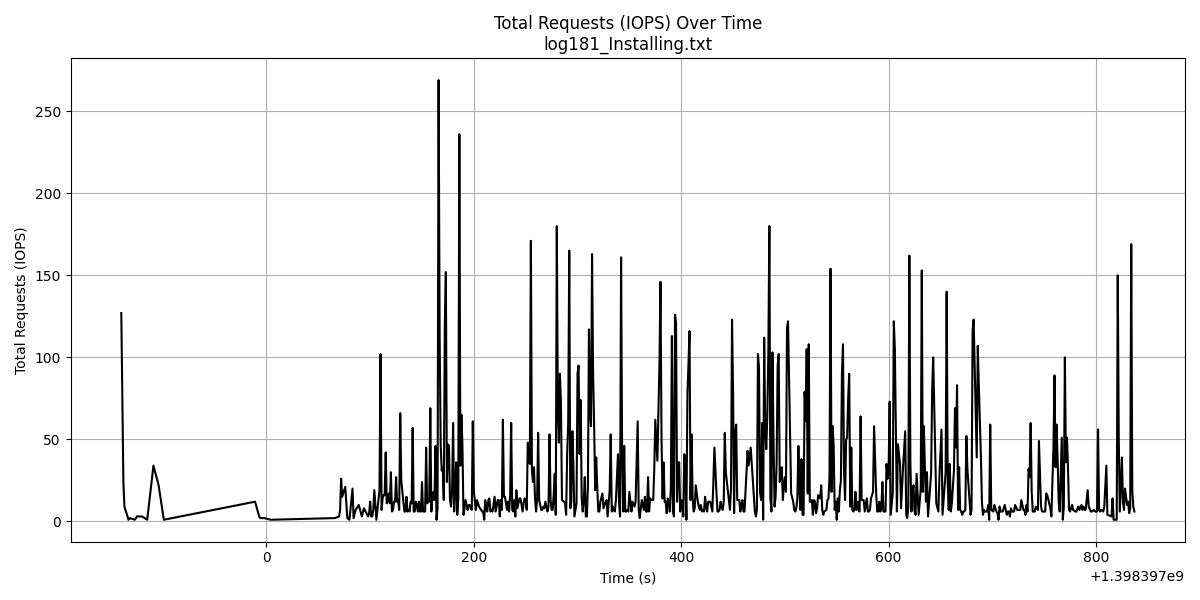 Total Requests (IOPS) Over Time
log181_Installing.txt
Total Requests (IOPS)
250
200
150
100
50
0
0 200 400 600 800
Time (s)
+1.398397e9